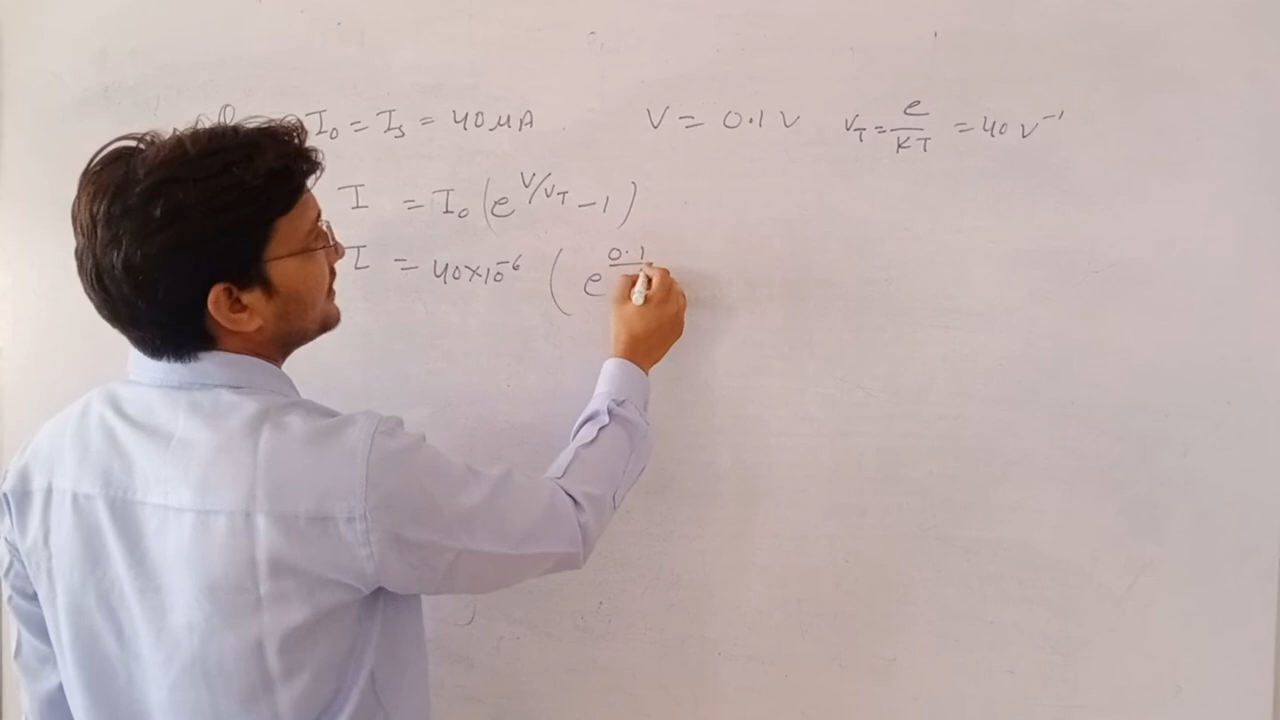 I₀ = Iₛ = 40 μA V = 0.1 V V_T = e/KT = 40 V⁻¹
I = I₀ (e^(V/V_T) - 1)
I = 40×10⁻⁶ ( e^(0.1/